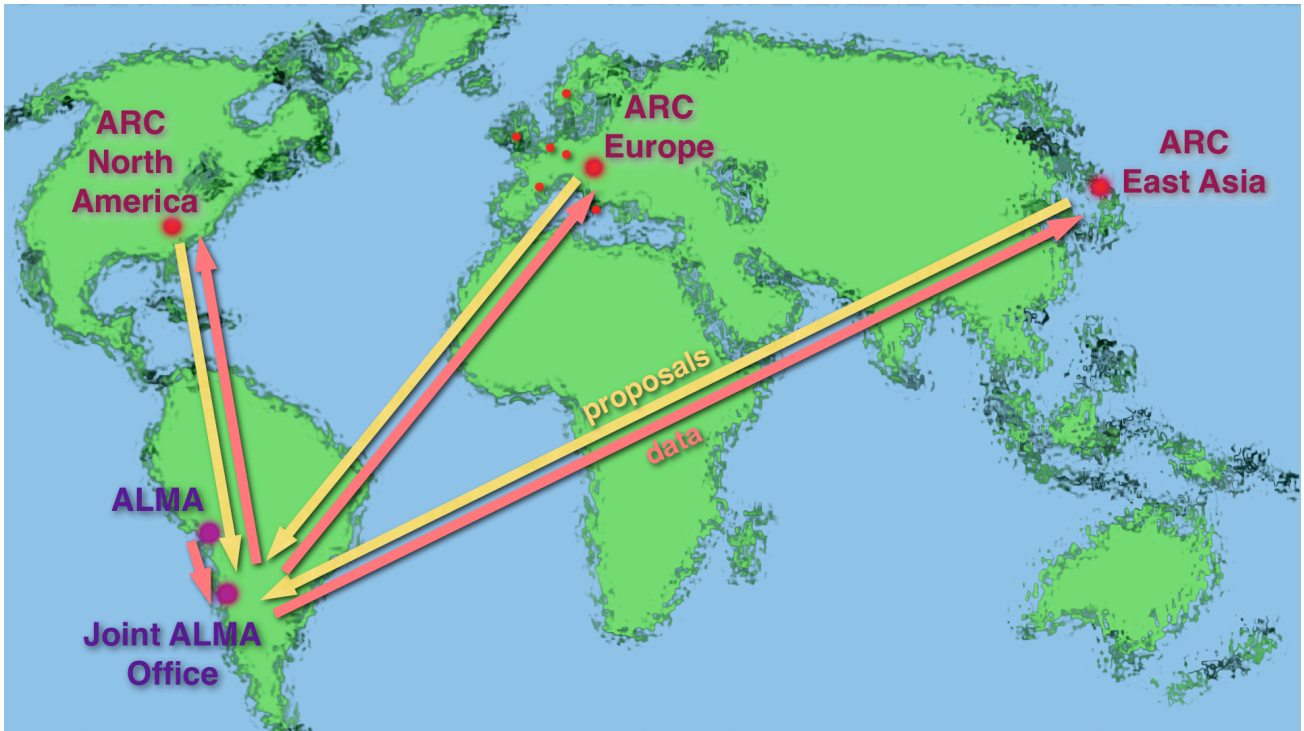 ARC
North
America
ARC
Europe
ARC
East Asia
proposals
data
ALMA
Joint ALMA
Office